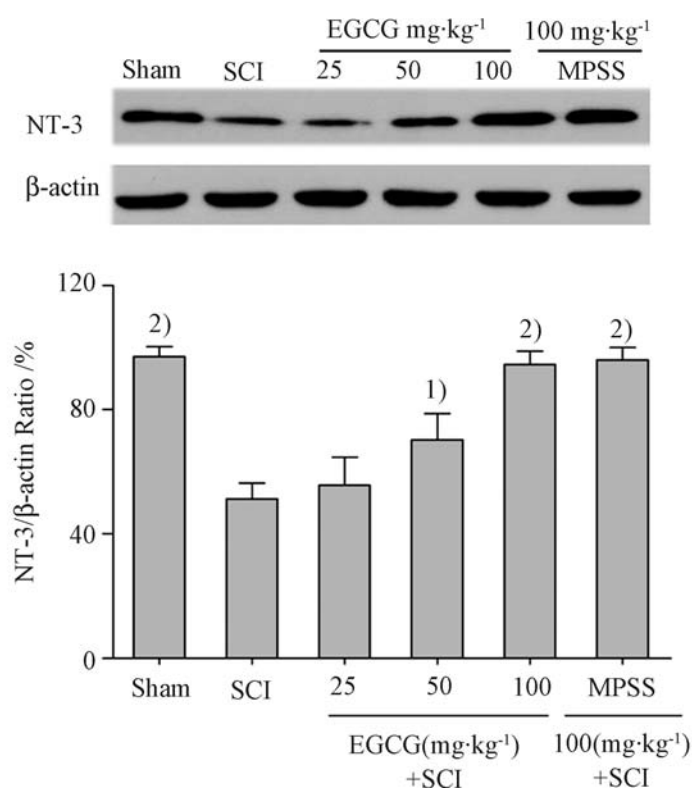 EGCG mg·kg⁻¹ 100 mg·kg⁻¹
Sham SCI 25 50 100 MPSS
NT-3
β-actin
120
2) 2) 2)
1)
80
40
0
NT-3/β-actin Ratio /%
Sham SCI 25 50 100 MPSS
EGCG(mg·kg⁻¹) 100(mg·kg⁻¹)
+SCI +SCI